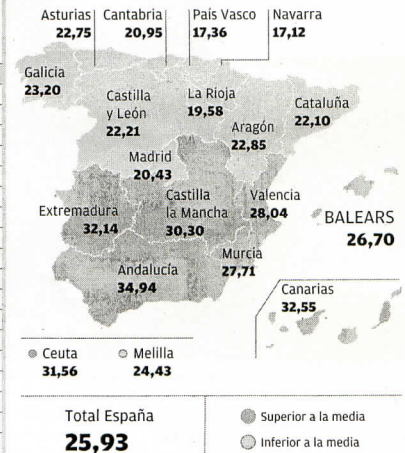 Asturias
22,75
Cantabria
20,95
País Vasco
17,36
Navarra
17,12
Galicia
23,20
Castilla
y León
22,21
La Rioja
19,58
Aragón
22,85
Cataluña
22,10
Madrid
20,43
Extremadura
32,14
Castilla
la Mancha
30,30
Valencia
28,04
BALEARS
26,70
Murcia
27,71
Andalucía
34,94
Canarias
32,55
Ceuta
31,56
Melilla
24,43
Total España
25,93
Superior a la media
Inferior a la media